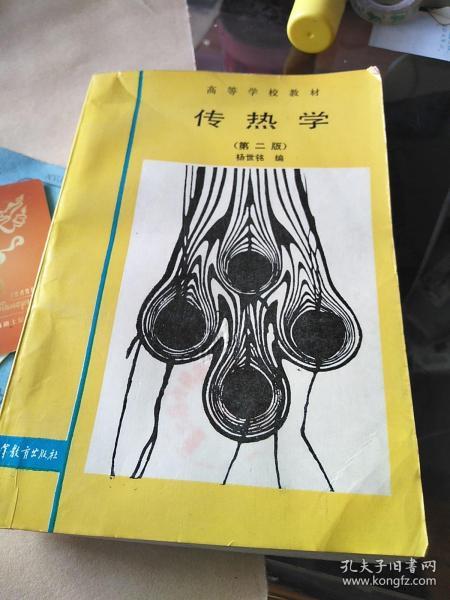 高等学校教材
传热学
(第二版)
杨世铭 编
等教育出版社
孔夫子旧书网
www.kongfz.com